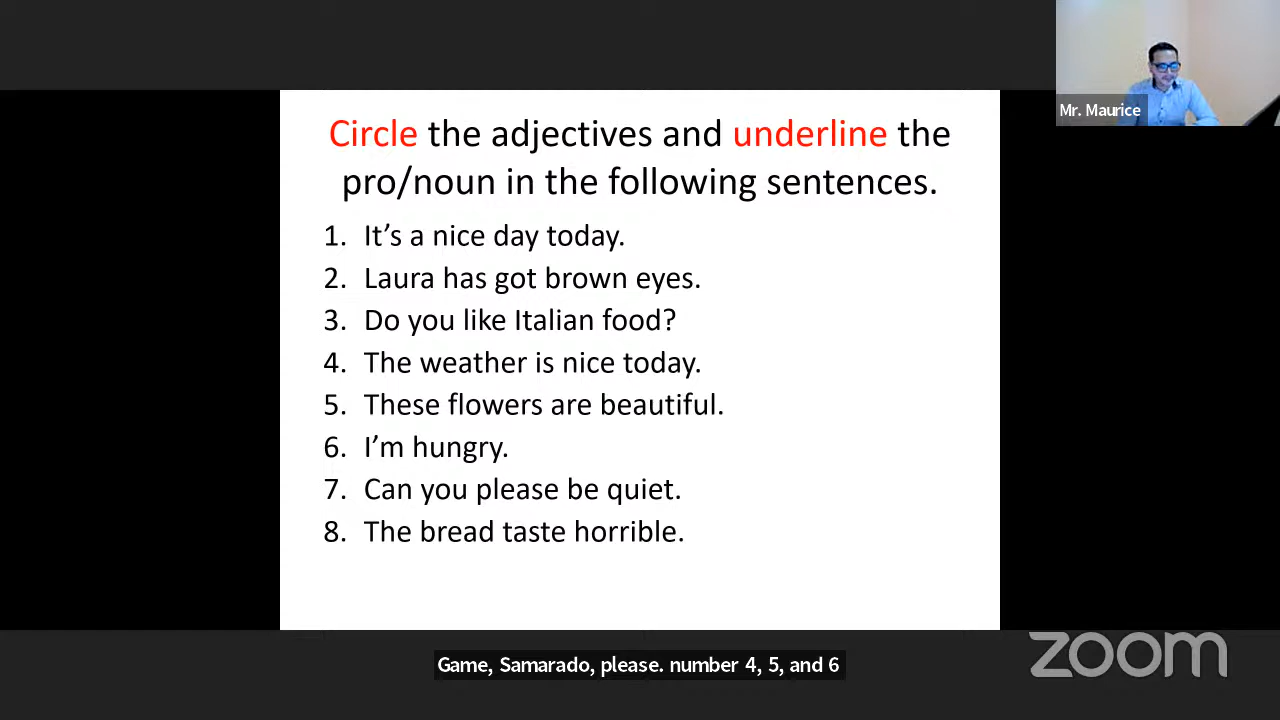 Mr. Maurice
Circle the adjectives and underline the
pro/noun in the following sentences.
1. It’s a nice day today.
2. Laura has got brown eyes.
3. Do you like Italian food?
4. The weather is nice today.
5. These flowers are beautiful.
6. I’m hungry.
7. Can you please be quiet.
8. The bread taste horrible.
zoom
Game, Samarado, please. number 4, 5, and 6